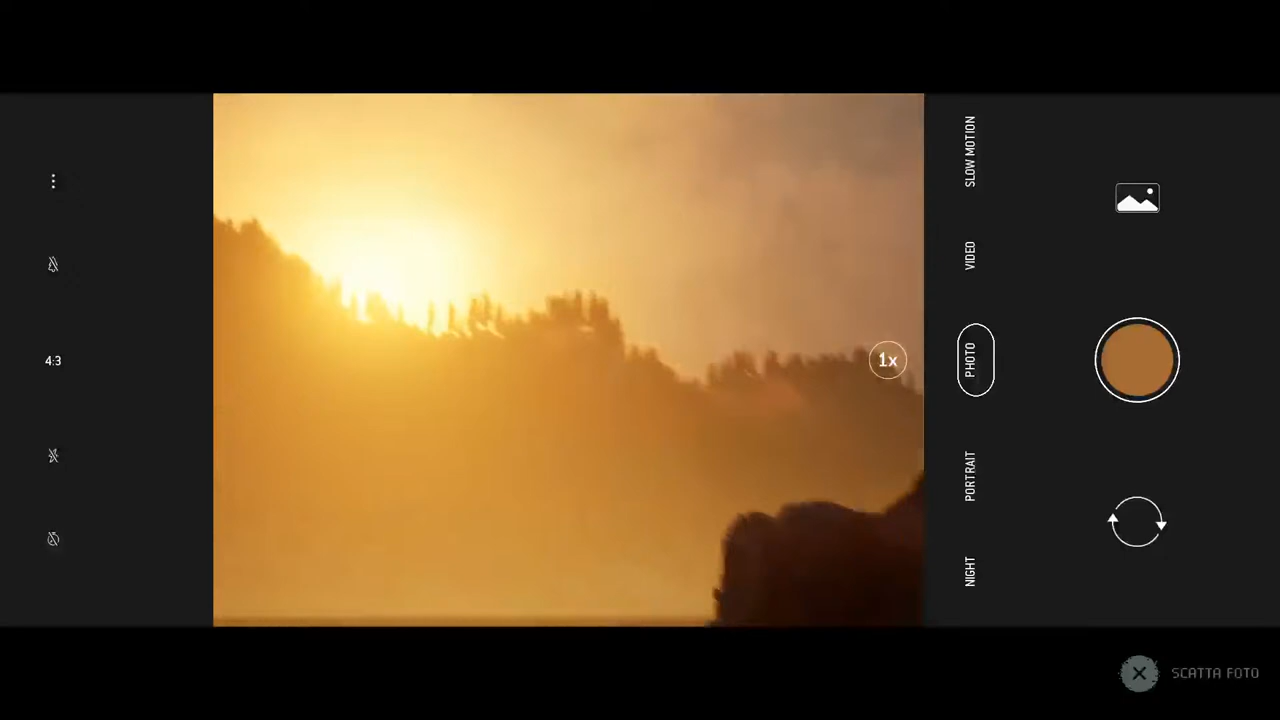 4:3
1x
SLOW MOTION
VIDEO
PHOTO
PORTRAIT
NIGHT
SCATTA FOTO